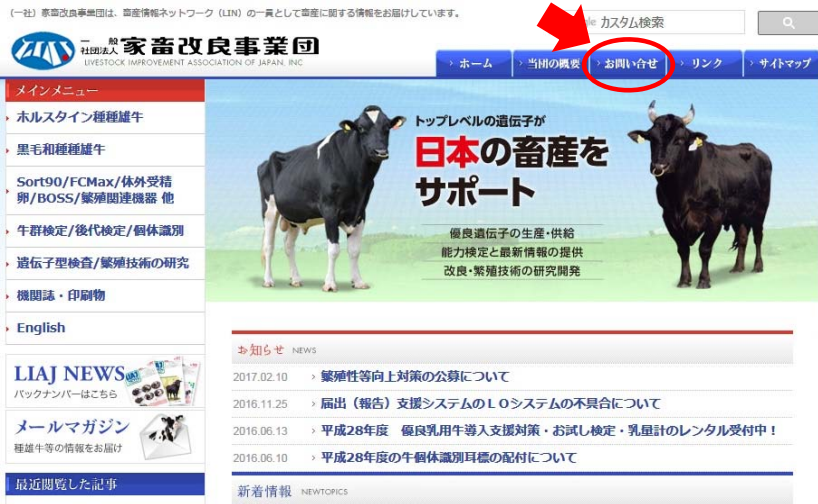 (一社) 家畜改良事業団は、畜産情報ネットワーク (LIN) の一員として畜産に関する情報をお届けしています。
カスタム検索
LIAJ
一般
社団法人 家畜改良事業団
LIVESTOCK IMPROVEMENT ASSOCIATION OF JAPAN, INC
ホーム
当団の概要
お問い合せ
リンク
サイトマップ
メインメニュー
ホルスタイン種種雄牛
黒毛和種種雄牛
Sort90/FCMax/体外受精
卵/BOSS/繁殖関連機器 他
牛群検定/後代検定/個体識別
遺伝子型検査/繁殖技術の研究
機関誌・印刷物
English
トップレベルの遺伝子が
日本の畜産を
サポート
優良遺伝子の生産・供給
能力検定と最新情報の提供
改良・繁殖技術の研究開発
LIAJ NEWS
バックナンバーはこちら
メールマガジン
種雄牛等の情報をお届け
最近閲覧した記事
お知らせ NEWS
2017.02.10 繁殖性等向上対策の公募について
2016.11.25 届出（報告）支援システムのLOシステムの不具合について
2016.06.13 平成28年度 優良乳用牛導入支援対策・お試し検定・乳量計のレンタル受付中！
2016.06.10 平成28年度の牛個体識別耳標の配付について
新着情報 NEWTOPICS